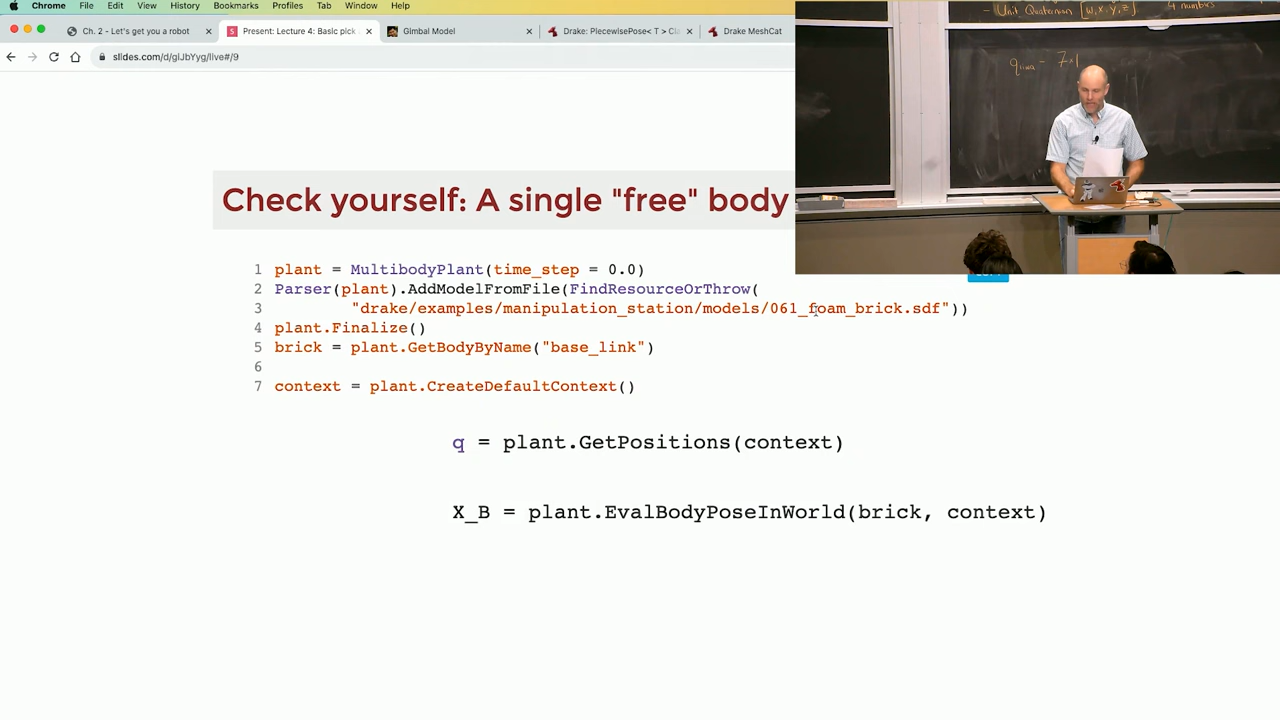 Chrome File Edit View History Bookmarks Profiles Tab Window Help
Ch. 2 - Let's get you a robot
Present: Lecture 4: Basic pick
Gimbal Model
Drake: PiecewisePose< T > Cla
Drake MeshCat
slides.com/d/glJbYyg/live#/9
- Unit Quaternion [w,x,y,z] 4 numbers
q iiwa - 7x1
Check yourself: A single "free" body
1 plant = MultibodyPlant(time_step = 0.0)
2 Parser(plant).AddModelFromFile(FindResourceOrThrow(
3 "drake/examples/manipulation_station/models/061_foam_brick.sdf"))
4 plant.Finalize()
5 brick = plant.GetBodyByName("base_link")
6
7 context = plant.CreateDefaultContext()
q = plant.GetPositions(context)
X_B = plant.EvalBodyPoseInWorld(brick, context)